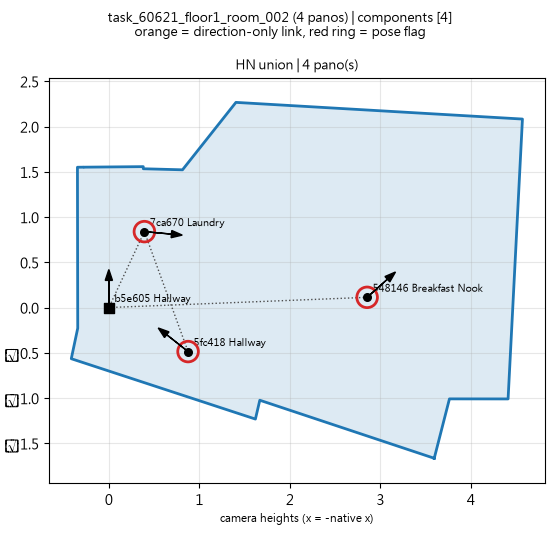 task_60621_floor1_room_002 (4 panos) | components [4]
orange = direction-only link, red ring = pose flag
HN union | 4 pano(s)
2.5
2.0
1.5
1.0
0.5
0.0
0.5
1.0
1.5
7ca670 Laundry
b5e605 Hallway
548146 Breakfast Nook
5fc418 Hallway
0 1 2 3 4
camera heights (x = -native x)